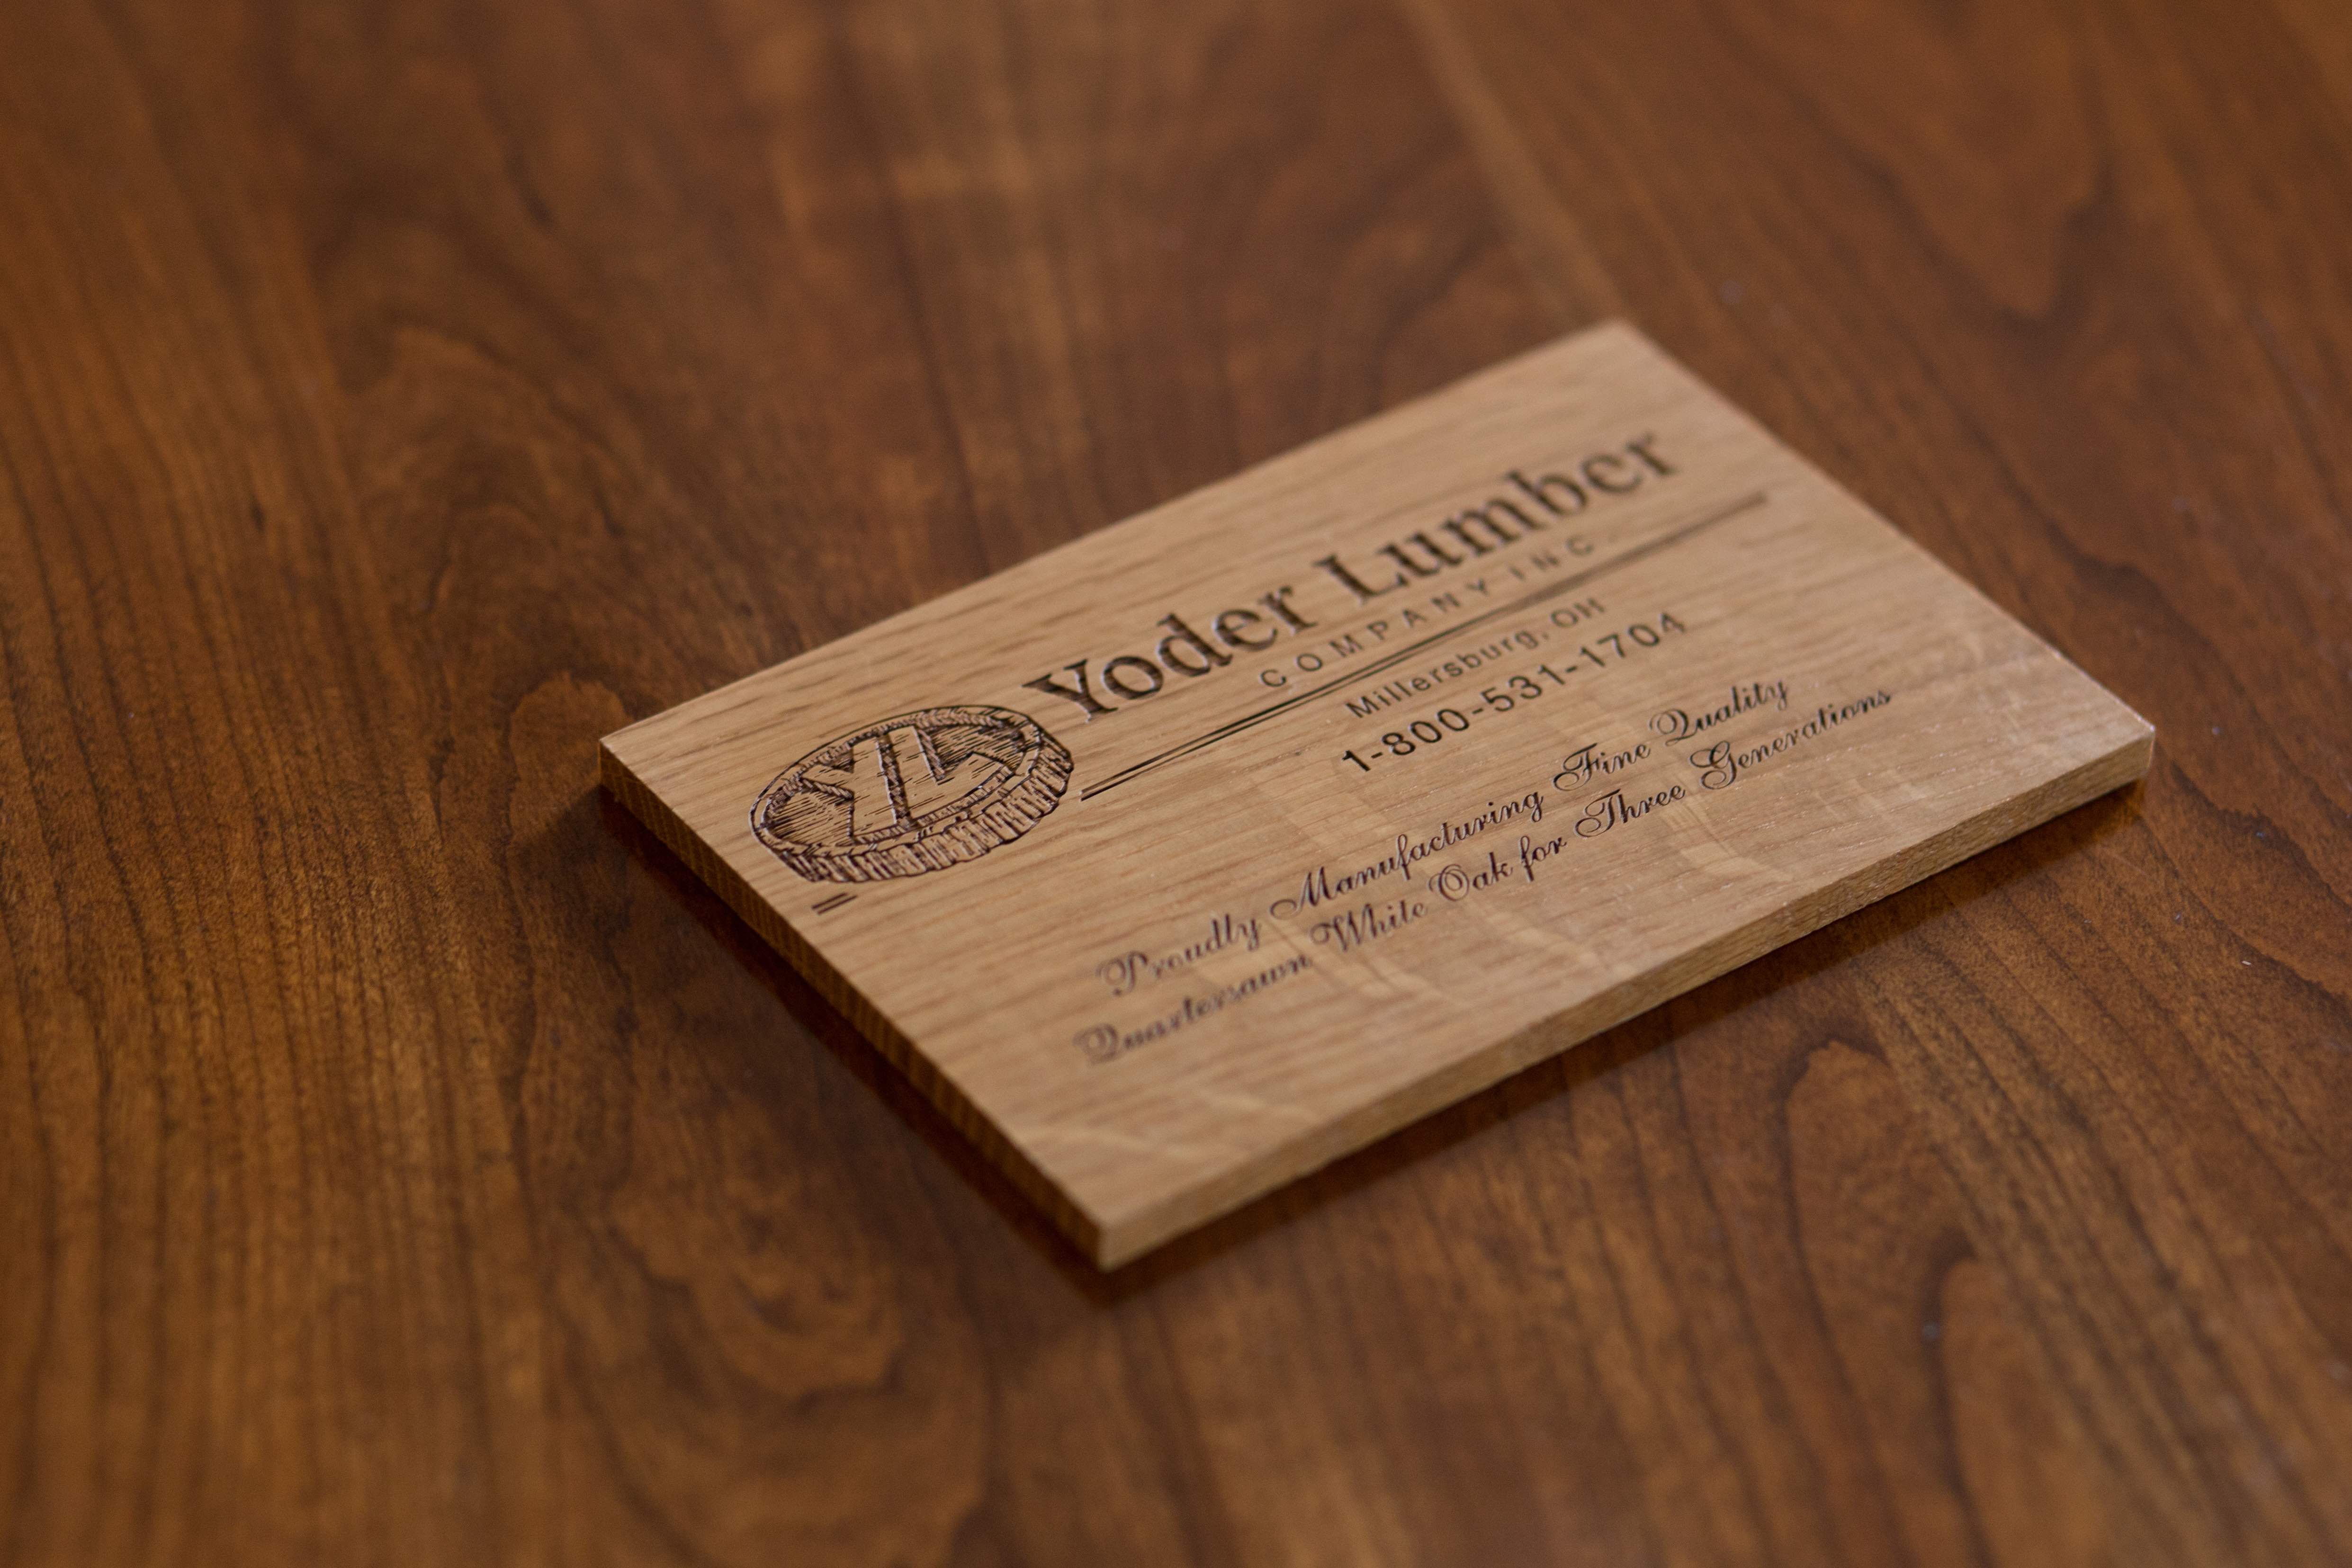 Yoder Lumber
COMPANY INC
YL
Millersburg, OH
1-800-531-1704
Proudly Manufacturing Fine Quality
Quartersawn White Oak for Three Generations